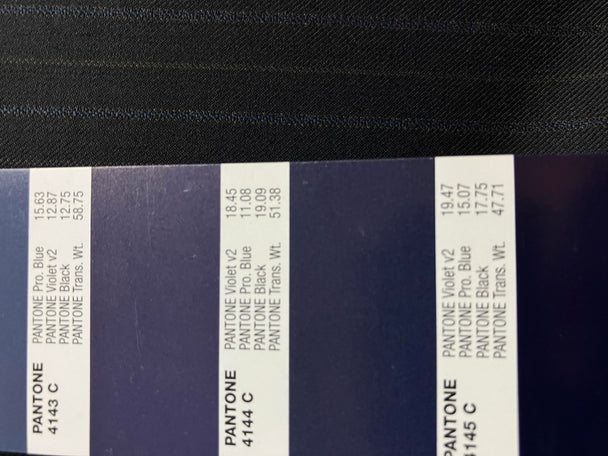 PANTONE
4143 C
PANTONE Pro. Blue 15.63
PANTONE Violet v2 12.87
PANTONE Black 12.75
PANTONE Trans. Wt. 58.75
PANTONE
4144 C
PANTONE Violet v2 18.45
PANTONE Pro. Blue 11.08
PANTONE Black 19.09
PANTONE Trans. Wt. 51.38
PANTONE
4145 C
PANTONE Violet v2 19.47
PANTONE Pro. Blue 15.07
PANTONE Black 17.75
PANTONE Trans. Wt. 47.71